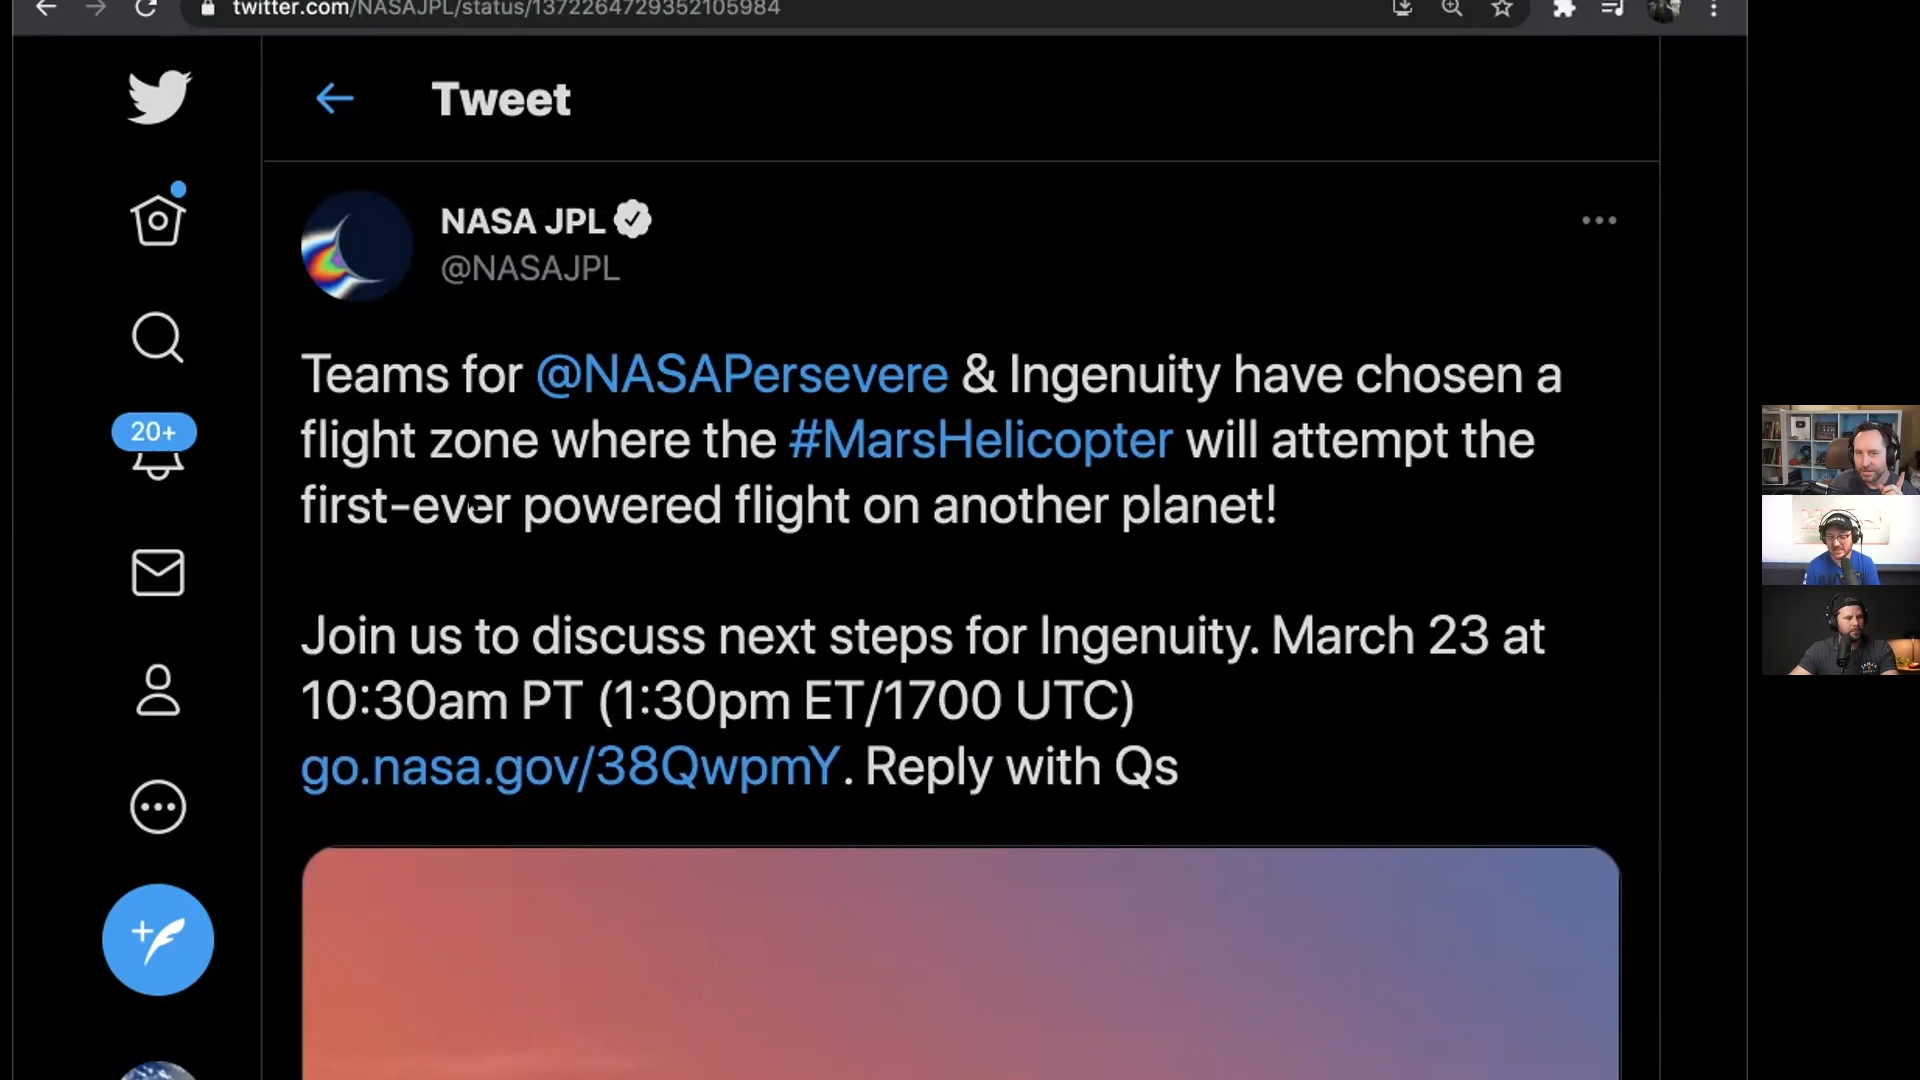 twitter.com/NASAJPL/status/1372264729352105984
Tweet
NASA JPL
@NASAJPL
20+
Teams for @NASAPersevere & Ingenuity have chosen a
flight zone where the #MarsHelicopter will attempt the
first-ever powered flight on another planet!
Join us to discuss next steps for Ingenuity. March 23 at
10:30am PT (1:30pm ET/1700 UTC)
go.nasa.gov/38QwpmY. Reply with Qs